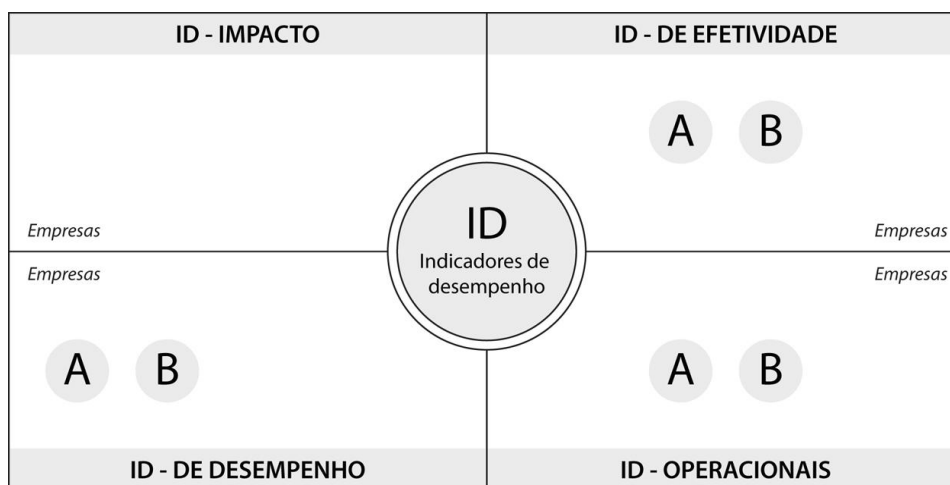 ID - IMPACTO
ID - DE EFETIVIDADE
A B
Empresas
Empresas
ID
Indicadores de
desempenho
Empresas
Empresas
A B
A B
ID - DE DESEMPENHO
ID - OPERACIONAIS